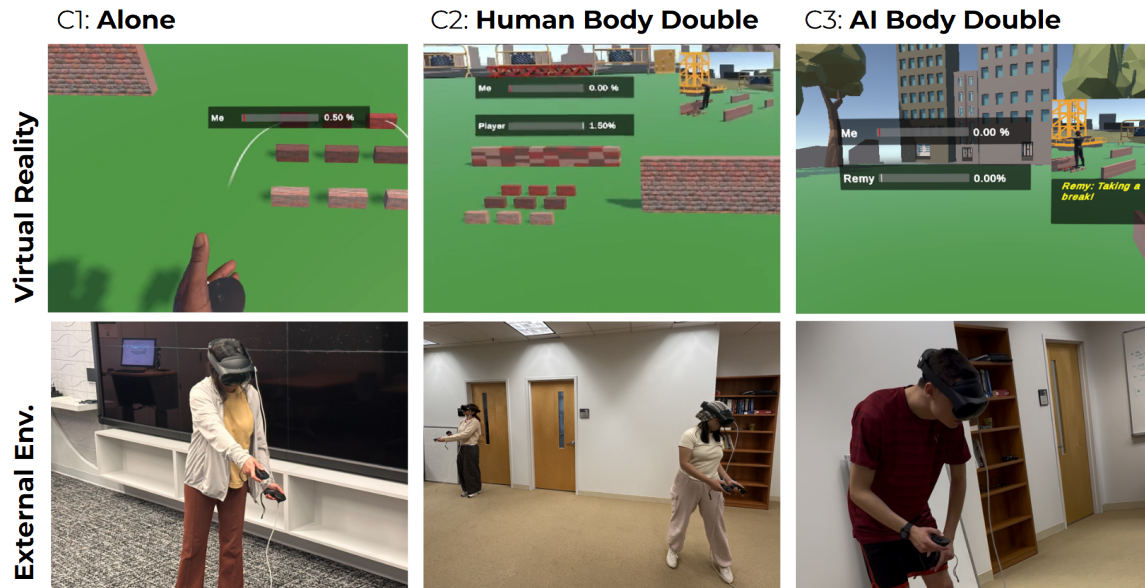 C1: Alone
C2: Human Body Double
C3: AI Body Double
Virtual Reality
Me 0.50 %
Me 0.00 %
Player 1.50%
Me 0.00 %
Remy 0.00%
Remy: Taking a
break!
External Env.